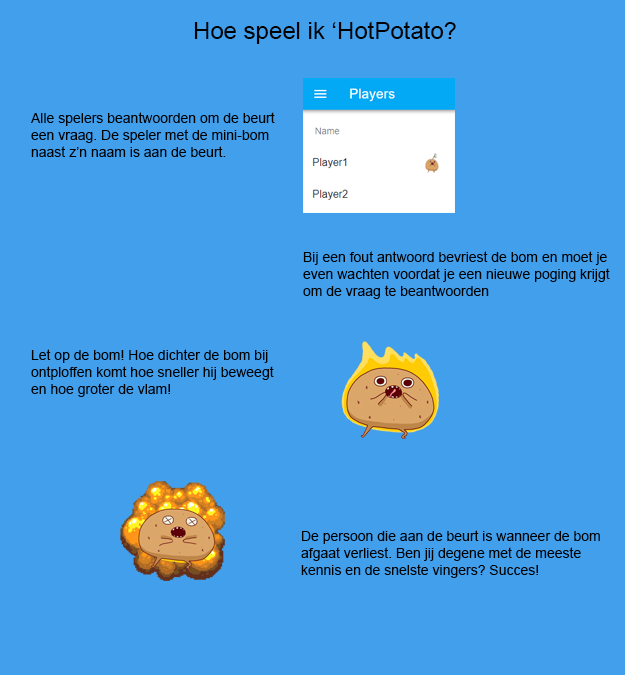 Hoe speel ik ‘HotPotato?
Alle spelers beantwoorden om de beurt
een vraag. De speler met de mini-bom
naast z’n naam is aan de beurt.
Players
Name
Player1
Player2
Bij een fout antwoord bevriest de bom en moet je
even wachten voordat je een nieuwe poging krijgt
om de vraag te beantwoorden
Let op de bom! Hoe dichter de bom bij
ontploffen komt hoe sneller hij beweegt
en hoe groter de vlam!
De persoon die aan de beurt is wanneer de bom
afgaat verliest. Ben jij degene met de meeste
kennis en de snelste vingers? Succes!